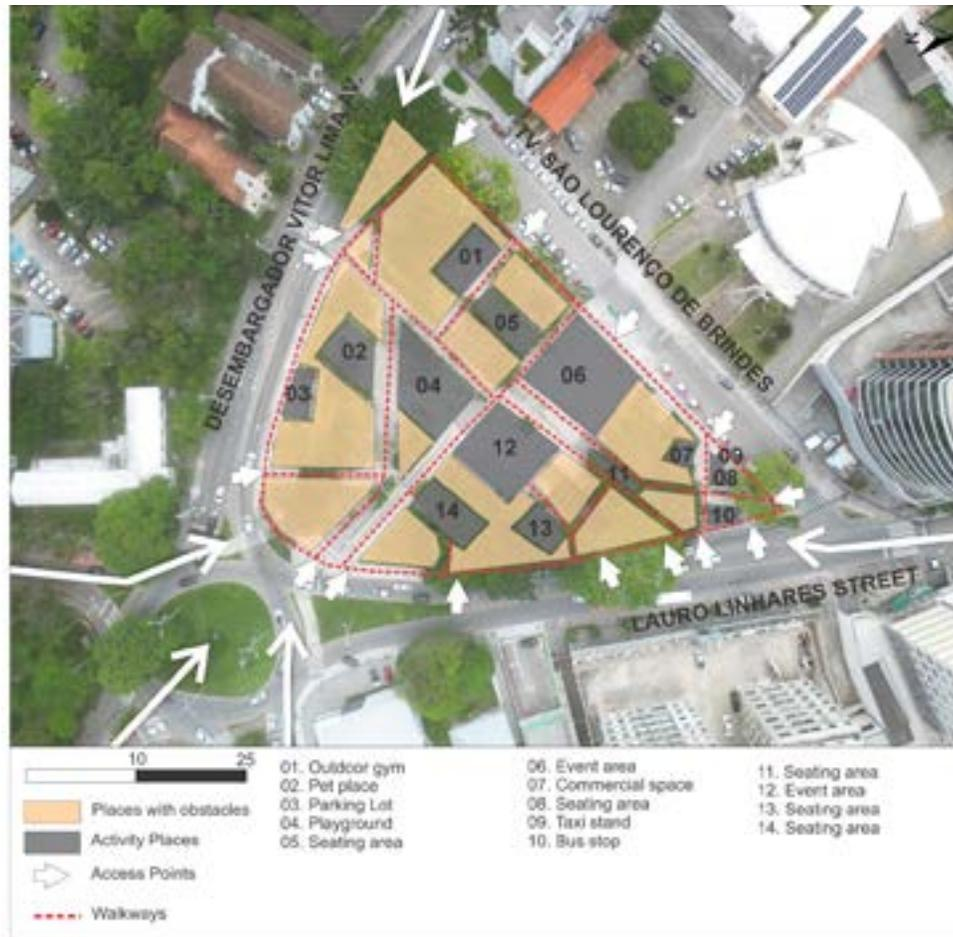 N
DESEMBARGADOR VITOR LIMA AV.
TV. SÃO LOURENÇO DE BRINDES
01
05
02
06
04
03
12
09
07
08
11
10
14
13
LAURO LINHARES STREET
10 25
Places with obstacles
Activity Places
Access Points
Walkways
01. Outdoor gym
02. Pet place
03. Parking Lot
04. Playground
05. Seating area
06. Event area
07. Commercial space
08. Seating area
09. Taxi stand
10. Bus stop
11. Seating area
12. Event area
13. Seating area
14. Seating area